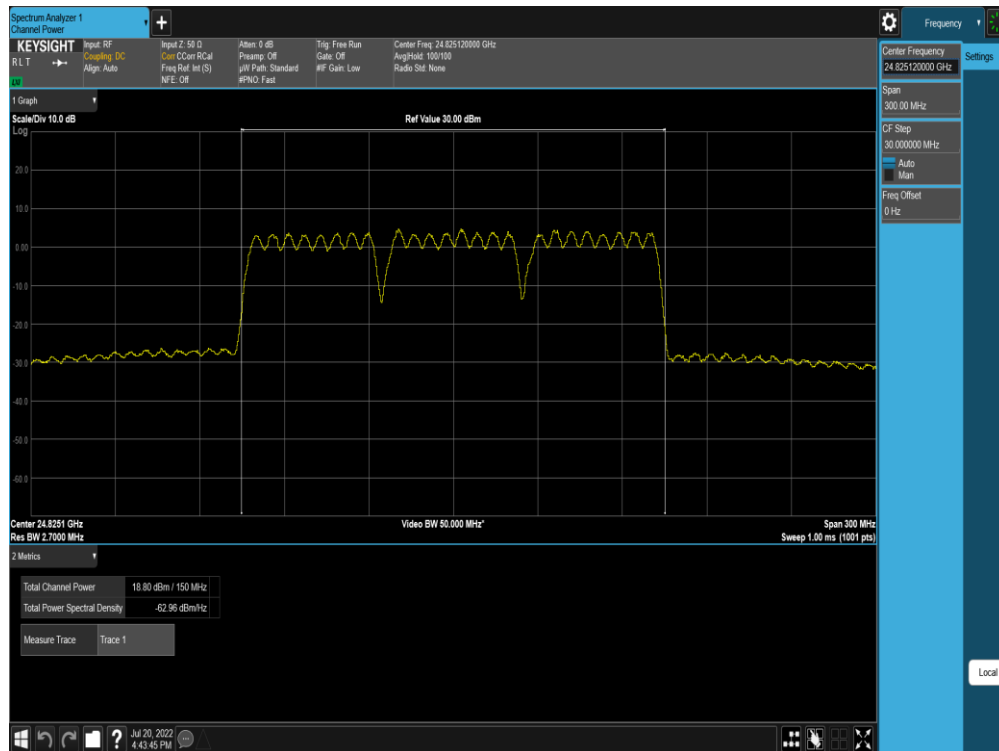 Spectrum Analyzer 1
Channel Power
+
Frequency
KEYSIGHT
R L T
LXI
Input: RF
Coupling: DC
Align: Auto
Input Z: 50 Ω
Corr CCorr RCal
Freq Ref: Int (S)
NFE: Off
Atten: 0 dB
Preamp: Off
µW Path: Standard
#PNO: Fast
Trig: Free Run
Gate: Off
#IF Gain: Low
Center Freq: 24.825120000 GHz
Avg|Hold: 100/100
Radio Std: None
Center Frequency
24.825120000 GHz
Settings
Span
300.00 MHz
CF Step
30.000000 MHz
Auto
Man
Freq Offset
0 Hz
1 Graph
Scale/Div 10.0 dB
Ref Value 30.00 dBm
Log
20.0
10.0
0.00
-10.0
-20.0
-30.0
-40.0
-50.0
-60.0
Center 24.8251 GHz
Video BW 50.000 MHz*
Span 300 MHz
Res BW 2.7000 MHz
Sweep 1.00 ms (1001 pts)
2 Metrics
Total Channel Power 18.80 dBm / 150 MHz
Total Power Spectral Density -62.96 dBm/Hz
Measure Trace Trace 1
Local
?
Jul 20, 2022
4:43:45 PM